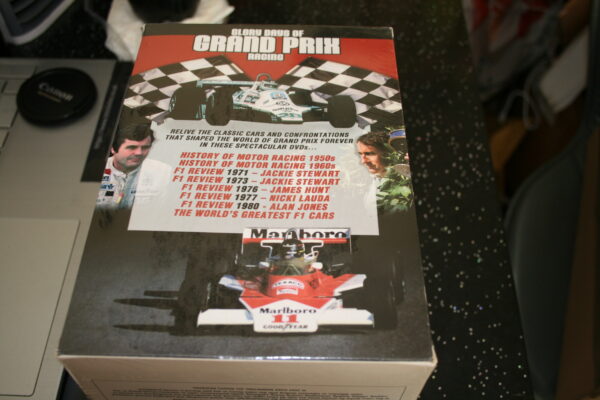 GLORY DAYS OF
GRAND PRIX
RACING
RELIVE THE CLASSIC CARS AND CONFRONTATIONS
THAT SHAPED THE WORLD OF GRAND PRIX FOREVER
IN THESE SPECTACULAR DVDs...
HISTORY OF MOTOR RACING 1950s
HISTORY OF MOTOR RACING 1960s
F1 REVIEW 1971 - JACKIE STEWART
F1 REVIEW 1973 - JACKIE STEWART
F1 REVIEW 1976 - JAMES HUNT
F1 REVIEW 1977 - NICKI LAUDA
F1 REVIEW 1980 - ALAN JONES
THE WORLD'S GREATEST F1 CARS
Marlboro
TEXACO
Marlboro
11
GOODYEAR
Canon